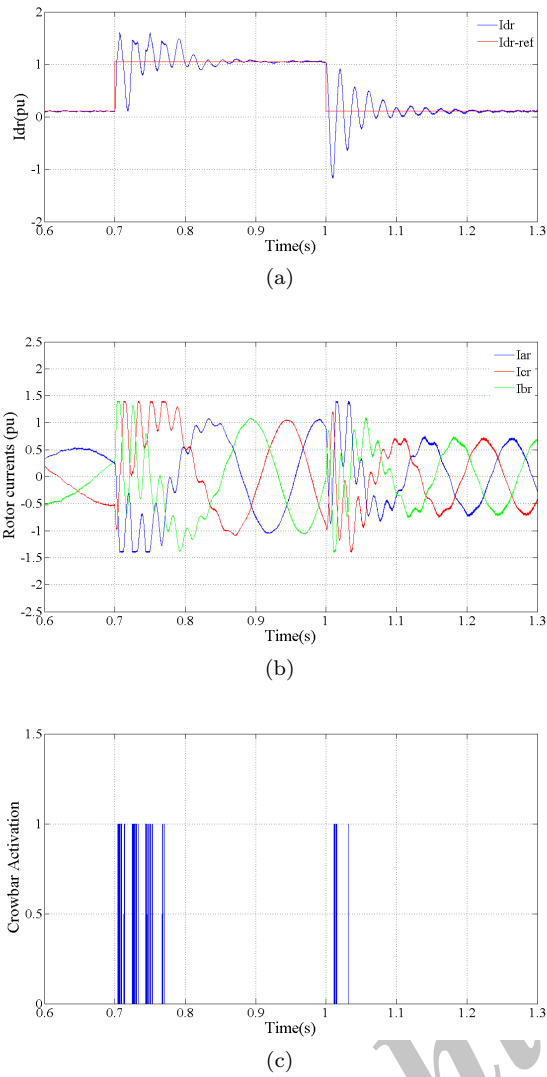 2
1
0
-1
-2
Idr(pu)
Idr
Idr-ref
0.6 0.7 0.8 0.9 1 1.1 1.2 1.3
Time(s)
(a)
2.5
2
1.5
1
0.5
0
-0.5
-1
-1.5
-2
-2.5
Rotor currents (pu)
Iar
Icr
Ibr
0.6 0.7 0.8 0.9 1 1.1 1.2 1.3
Time(s)
(b)
1.5
1
0.5
0
Crowbar Activation
0.6 0.7 0.8 0.9 1 1.1 1.2 1.3
Time(s)
(c)